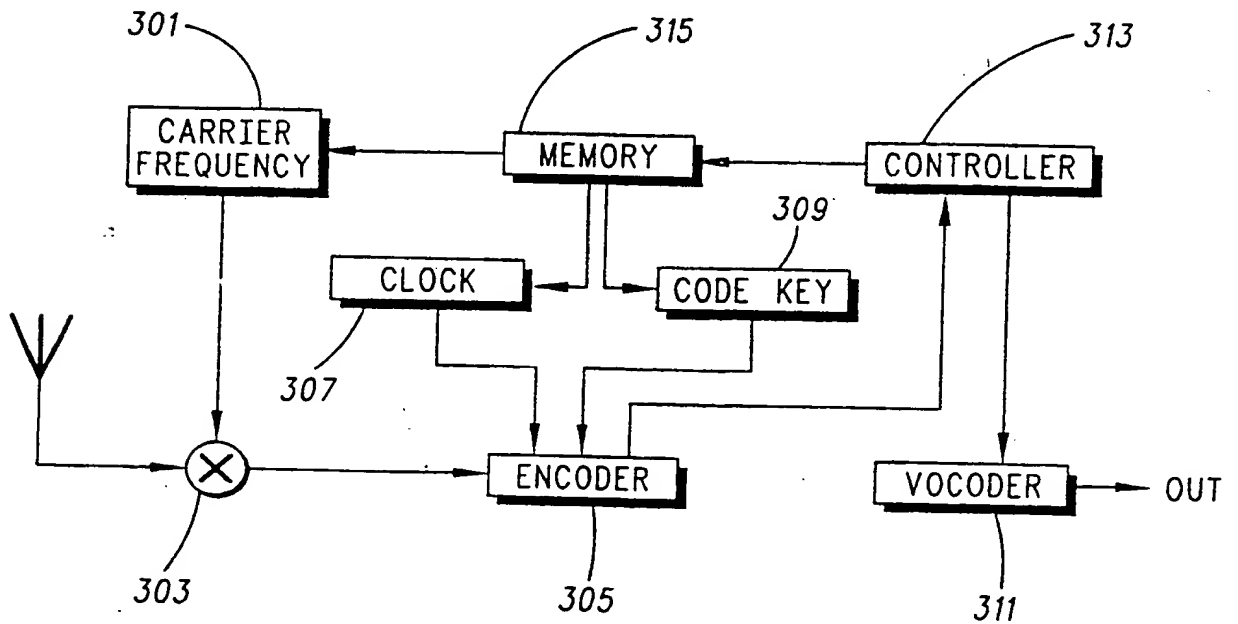 301
315
313
CARRIER
FREQUENCY
MEMORY
CONTROLLER
309
CLOCK
CODE KEY
307
ENCODER
VOCODER
OUT
303
305
311